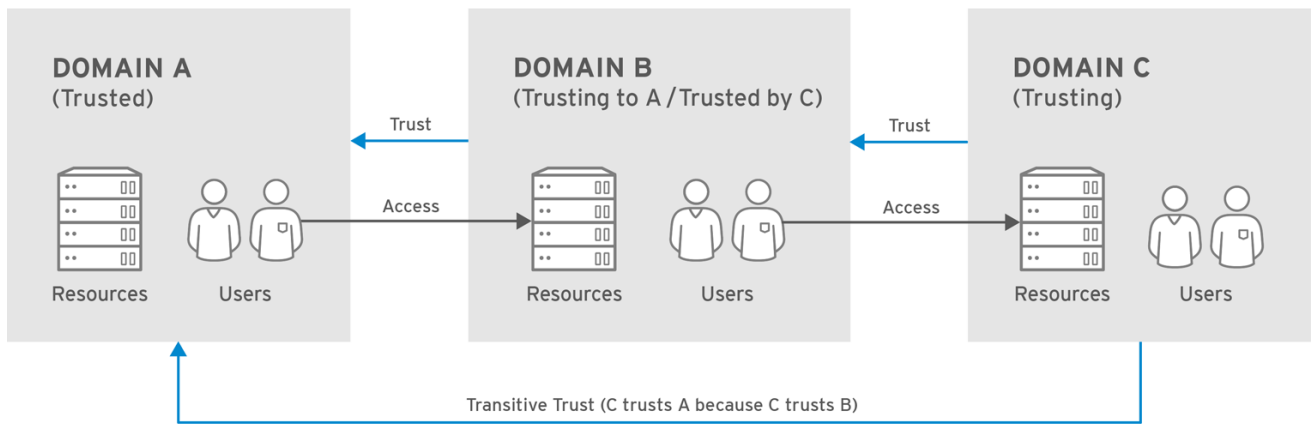 DOMAIN A
(Trusted)
DOMAIN B
(Trusting to A / Trusted by C)
DOMAIN C
(Trusting)
Trust
Trust
Access
Access
Resources
Users
Resources
Users
Resources
Users
Transitive Trust (C trusts A because C trusts B)